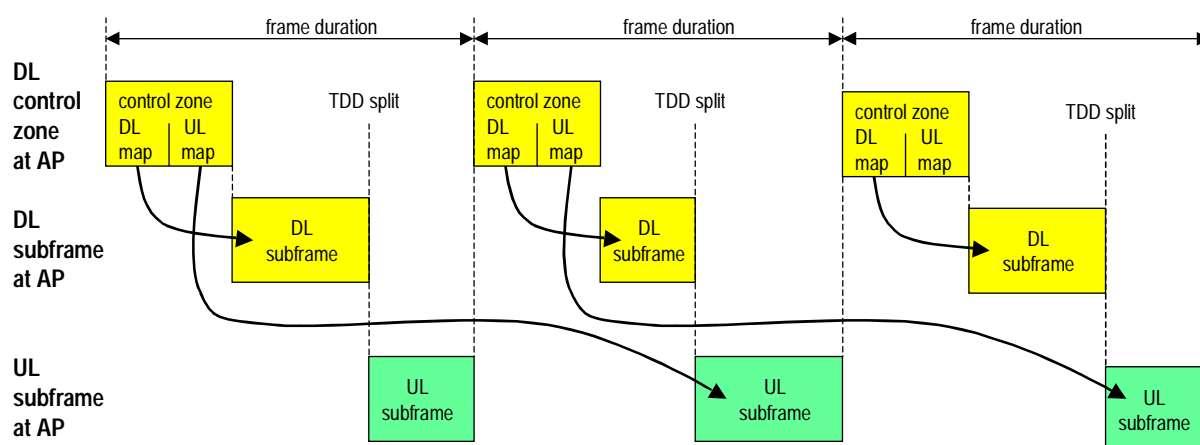 frame duration frame duration frame duration
DL
control
zone
at AP
control zone
DL UL
map map
TDD split
control zone
DL UL
map map
TDD split
control zone
DL UL
map map
TDD split
DL
subframe
at AP
DL
subframe
DL
subframe
DL
subframe
UL
subframe
at AP
UL
subframe
UL
subframe
UL
subframe